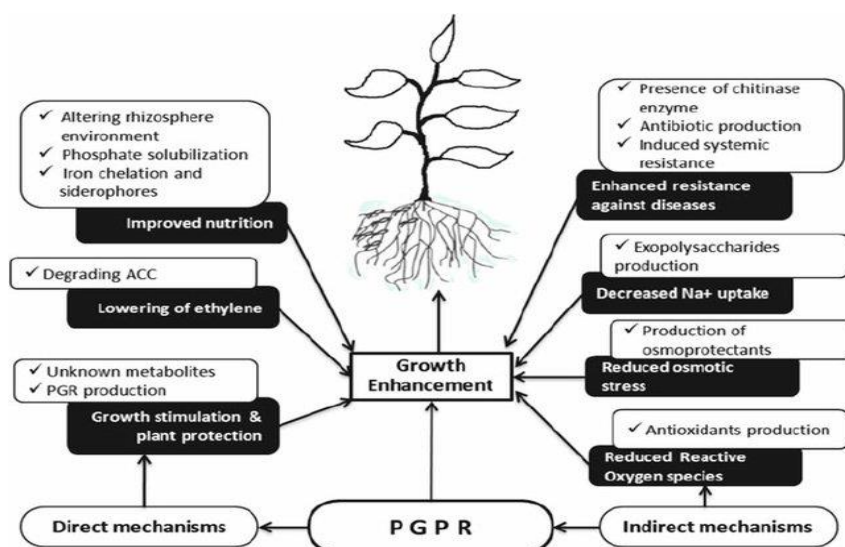 ✓ Altering rhizosphere
environment
✓ Phosphate solubilization
✓ Iron chelation and
siderophores
Improved nutrition
✓ Degrading ACC
Lowering of ethylene
✓ Unknown metabolites
✓ PGR production
Growth stimulation &
plant protection
Direct mechanisms
✓ Presence of chitinase
enzyme
✓ Antibiotic production
✓ Induced systemic
resistance
Enhanced resistance
against diseases
✓ Exopolysaccharides
production
Decreased Na+ uptake
✓ Production of
osmoprotectants
Reduced osmotic
stress
✓ Antioxidants production
Reduced Reactive
Oxygen species
Indirect mechanisms
Growth
Enhancement
P G P R